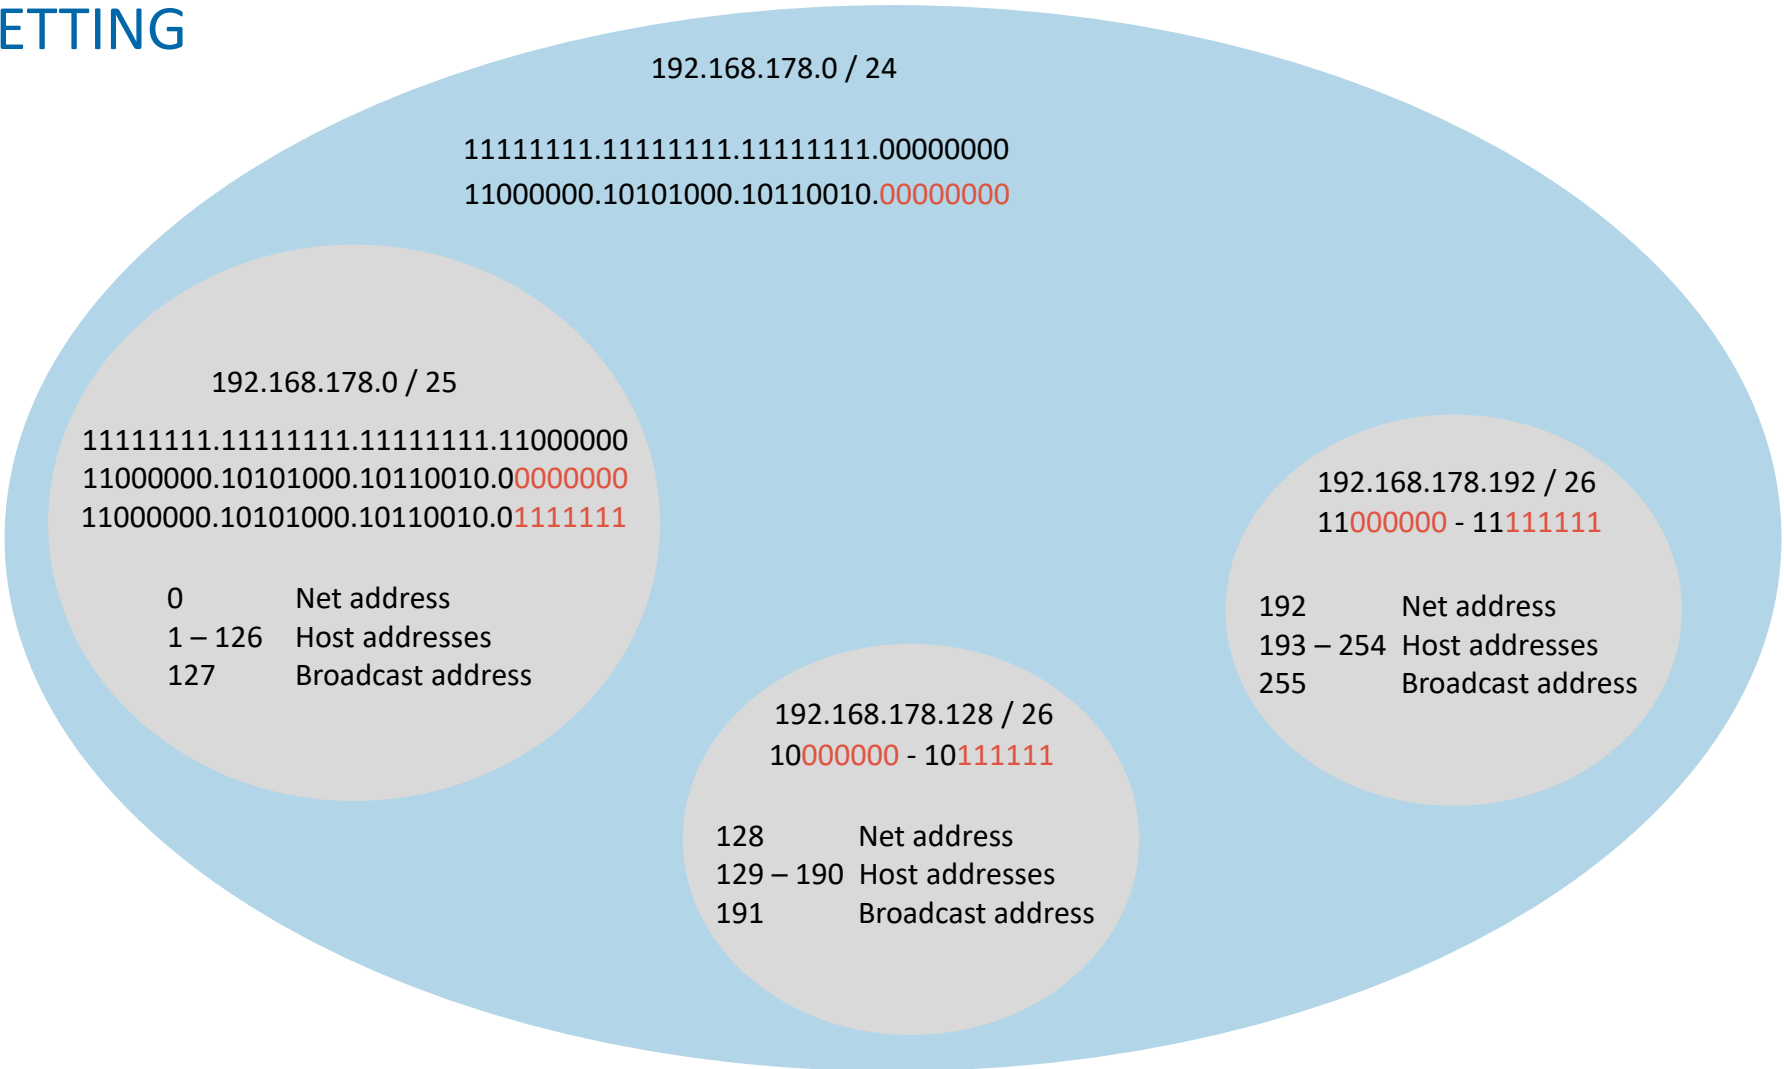 ETTING
192.168.178.0 / 24
11111111.11111111.11111111.00000000
11000000.10101000.10110010.00000000
192.168.178.0 / 25
11111111.11111111.11111111.11000000
11000000.10101000.10110010.00000000
11000000.10101000.10110010.01111111
0 Net address
1 – 126 Host addresses
127 Broadcast address
192.168.178.128 / 26
10000000 - 10111111
128 Net address
129 – 190 Host addresses
191 Broadcast address
192.168.178.192 / 26
11000000 - 11111111
192 Net address
193 – 254 Host addresses
255 Broadcast address